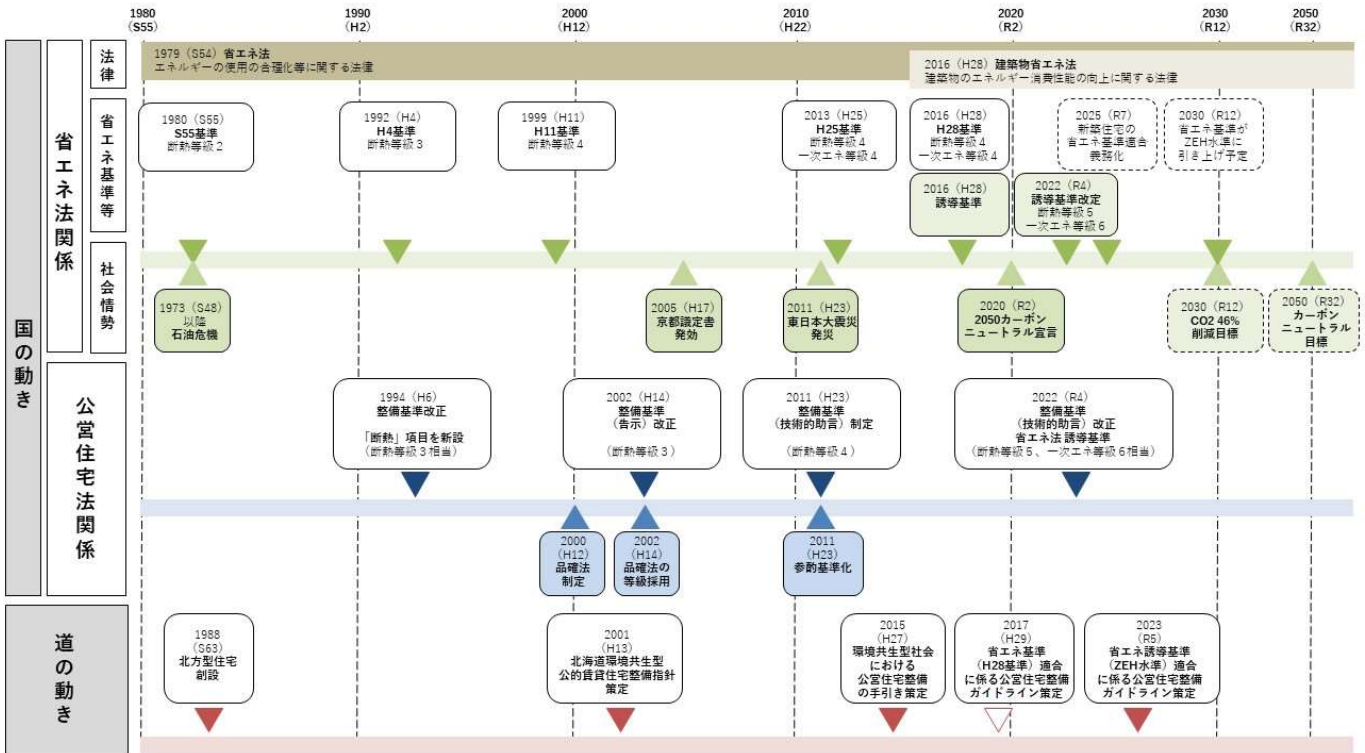 1980
（S55）
1990
（H2）
2000
（H12）
2010
（H22）
2020
（R2）
2030
（R12）
2050
（R32）
国の動き
省エネ法関係
法律
1979（S54）省エネ法
エネルギーの使用の合理化等に関する法律
2016（H28）建築物省エネ法
建築物のエネルギー消費性能の向上に関する法律
省エネ基準等
1980（S55）
S55基準
断熱等級２
1992（H4）
H4基準
断熱等級３
1999（H11）
H11基準
断熱等級４
2013（H25）
H25基準
断熱等級４
一次エネ等級４
2016（H28）
H28基準
断熱等級４
一次エネ等級４
2025（R7）
新築住宅の
省エネ基準適合
義務化
2030（R12）
省エネ基準が
ZEH水準に
引き上げ予定
2016（H28）
誘導基準
2022（R4）
誘導基準改定
断熱等級５
一次エネ等級６
社会情勢
1973（S48）
以降
石油危機
2005（H17）
京都議定書
発効
2011（H23）
東日本大震災
発災
2020（R2）
2050カーボン
ニュートラル宣言
2030（R12）
CO2 46%
削減目標
2050（R32）
カーボン
ニュートラル
目標
公営住宅法関係
1994（H6）
整備基準改正
「断熱」項目を新設
（断熱等級３相当）
2002（H14）
整備基準
（告示）改正
（断熱等級３）
2011（H23）
整備基準
（技術的助言）制定
（断熱等級４）
2022（R4）
整備基準
（技術的助言）改正
省エネ法 誘導基準
（断熱等級５、一次エネ等級６相当）
2000
（H12）
品確法
制定
2002
（H14）
品確法の
等級採用
2011
（H23）
参酌基準化
道の動き
1988
（S63）
北方型住宅
創設
2001
（H13）
北海道環境共生型
公的賃貸住宅整備指針
策定
2015
（H27）
環境共生型社会
における
公営住宅整備
の手引き策定
2017
（H29）
省エネ基準
（H28基準）適合
に係る公営住宅整備
ガイドライン策定
2023
（R5）
省エネ誘導基準
（ZEH水準）適合
に係る公営住宅整備
ガイドライン策定